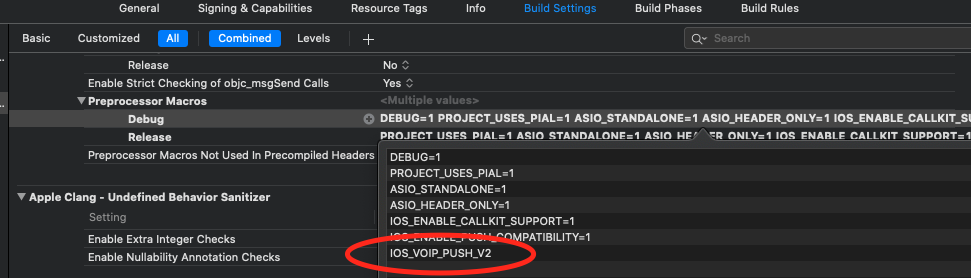 General Signing & Capabilities Resource Tags Info Build Settings Build Phases Build Rules
Basic Customized All Combined Levels + Search
Release No
Enable Strict Checking of objc_msgSend Calls Yes
Preprocessor Macros <Multiple values>
Debug DEBUG=1 PROJECT_USES_PIAL=1 ASIO_STANDALONE=1 ASIO_HEADER_ONLY=1 IOS_ENABLE_CALLKIT_SU
Release PROJECT_USES_PIAL=1 ASIO_STANDALONE=1 ASIO_HEADER_ONLY=1 IOS_ENABLE_CALLKIT_SUPPORT=1
Preprocessor Macros Not Used In Precompiled Headers
DEBUG=1
PROJECT_USES_PIAL=1
ASIO_STANDALONE=1
ASIO_HEADER_ONLY=1
IOS_ENABLE_CALLKIT_SUPPORT=1
IOS_ENABLE_PUSH_COMPATIBILITY=1
IOS_VOIP_PUSH_V2
Apple Clang - Undefined Behavior Sanitizer
Setting
Enable Extra Integer Checks
Enable Nullability Annotation Checks